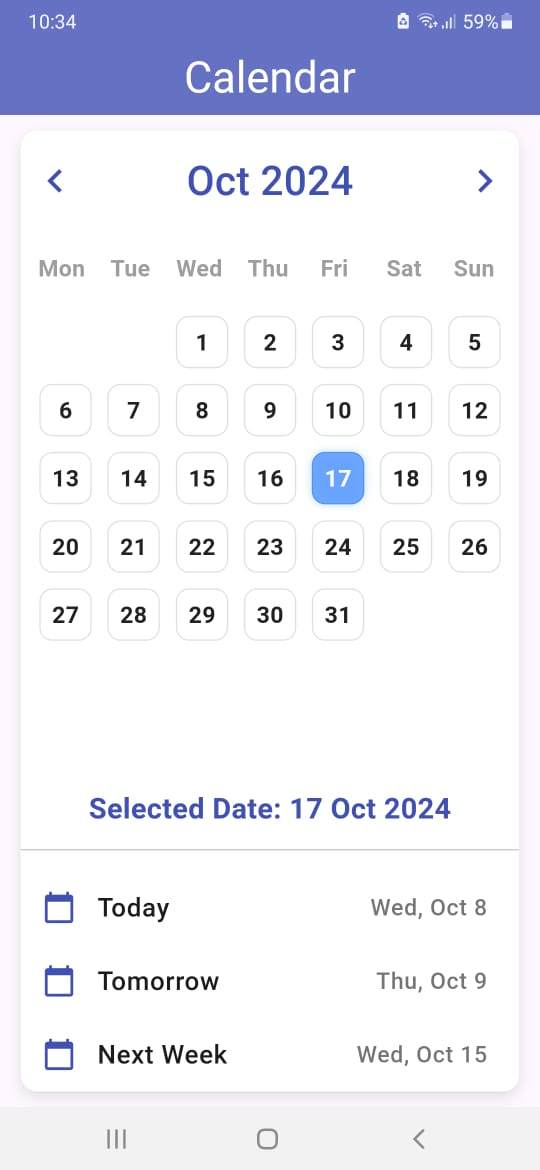 10:34 59%
Calendar
Oct 2024
Mon Tue Wed Thu Fri Sat Sun
1 2 3 4 5
6 7 8 9 10 11 12
13 14 15 16 17 18 19
20 21 22 23 24 25 26
27 28 29 30 31
Selected Date: 17 Oct 2024
Today Wed, Oct 8
Tomorrow Thu, Oct 9
Next Week Wed, Oct 15